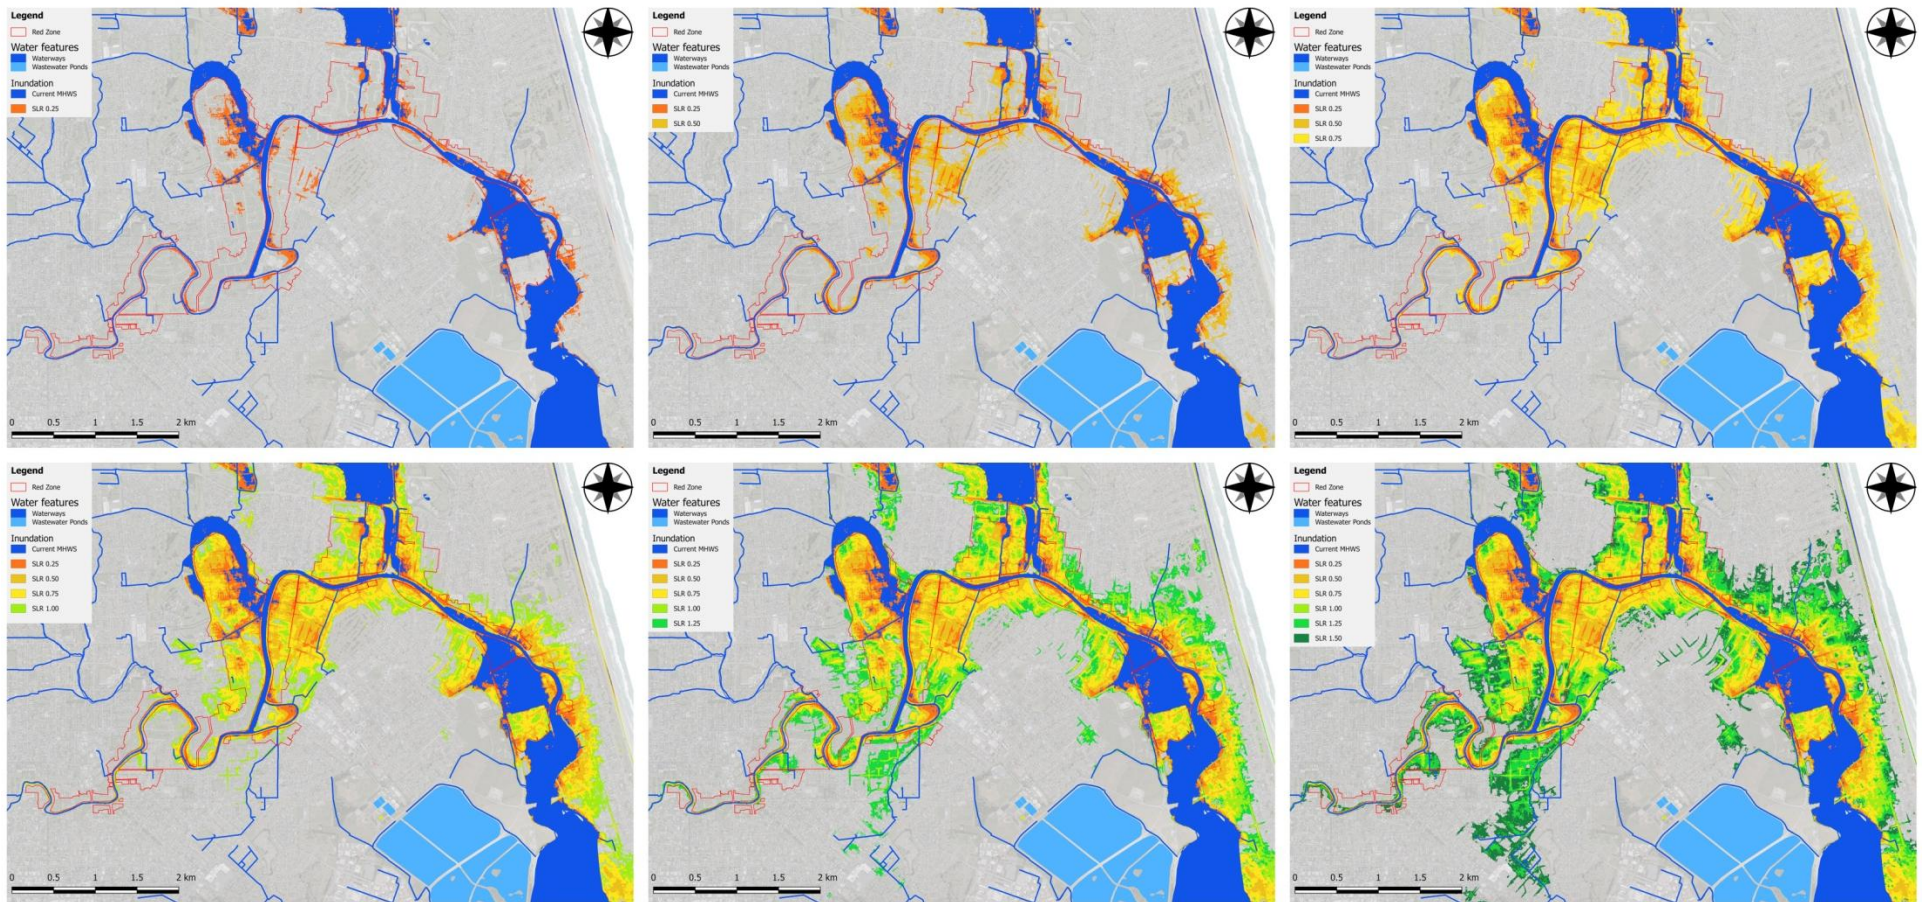 Legend
Red Zone
Water features
Waterways
Wastewater Ponds
Inundation
Current MHWS
SLR 0.25
0 0.5 1 1.5 2 km
Legend
Red Zone
Water features
Waterways
Wastewater Ponds
Inundation
Current MHWS
SLR 0.25
SLR 0.50
0 0.5 1 1.5 2 km
Legend
Red Zone
Water features
Waterways
Wastewater Ponds
Inundation
Current MHWS
SLR 0.25
SLR 0.50
SLR 0.75
0 0.5 1 1.5 2 km
Legend
Red Zone
Water features
Waterways
Wastewater Ponds
Inundation
Current MHWS
SLR 0.25
SLR 0.50
SLR 0.75
SLR 1.00
0 0.5 1 1.5 2 km
Legend
Red Zone
Water features
Waterways
Wastewater Ponds
Inundation
Current MHWS
SLR 0.25
SLR 0.50
SLR 0.75
SLR 1.00
SLR 1.25
0 0.5 1 1.5 2 km
Legend
Red Zone
Water features
Waterways
Wastewater Ponds
Inundation
Current MHWS
SLR 0.25
SLR 0.50
SLR 0.75
SLR 1.00
SLR 1.25
SLR 1.50
0 0.5 1 1.5 2 km